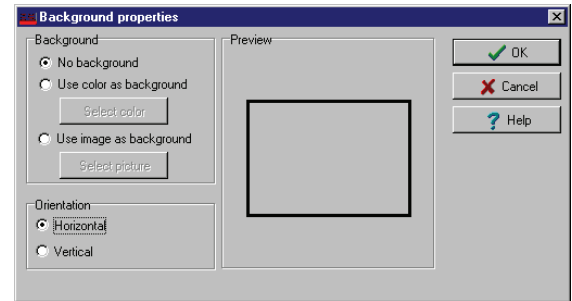 Background properties
Background
No background
Use color as background
Select color
Use image as background
Select picture
Orientation
Horizontal
Vertical
Preview
OK
Cancel
Help